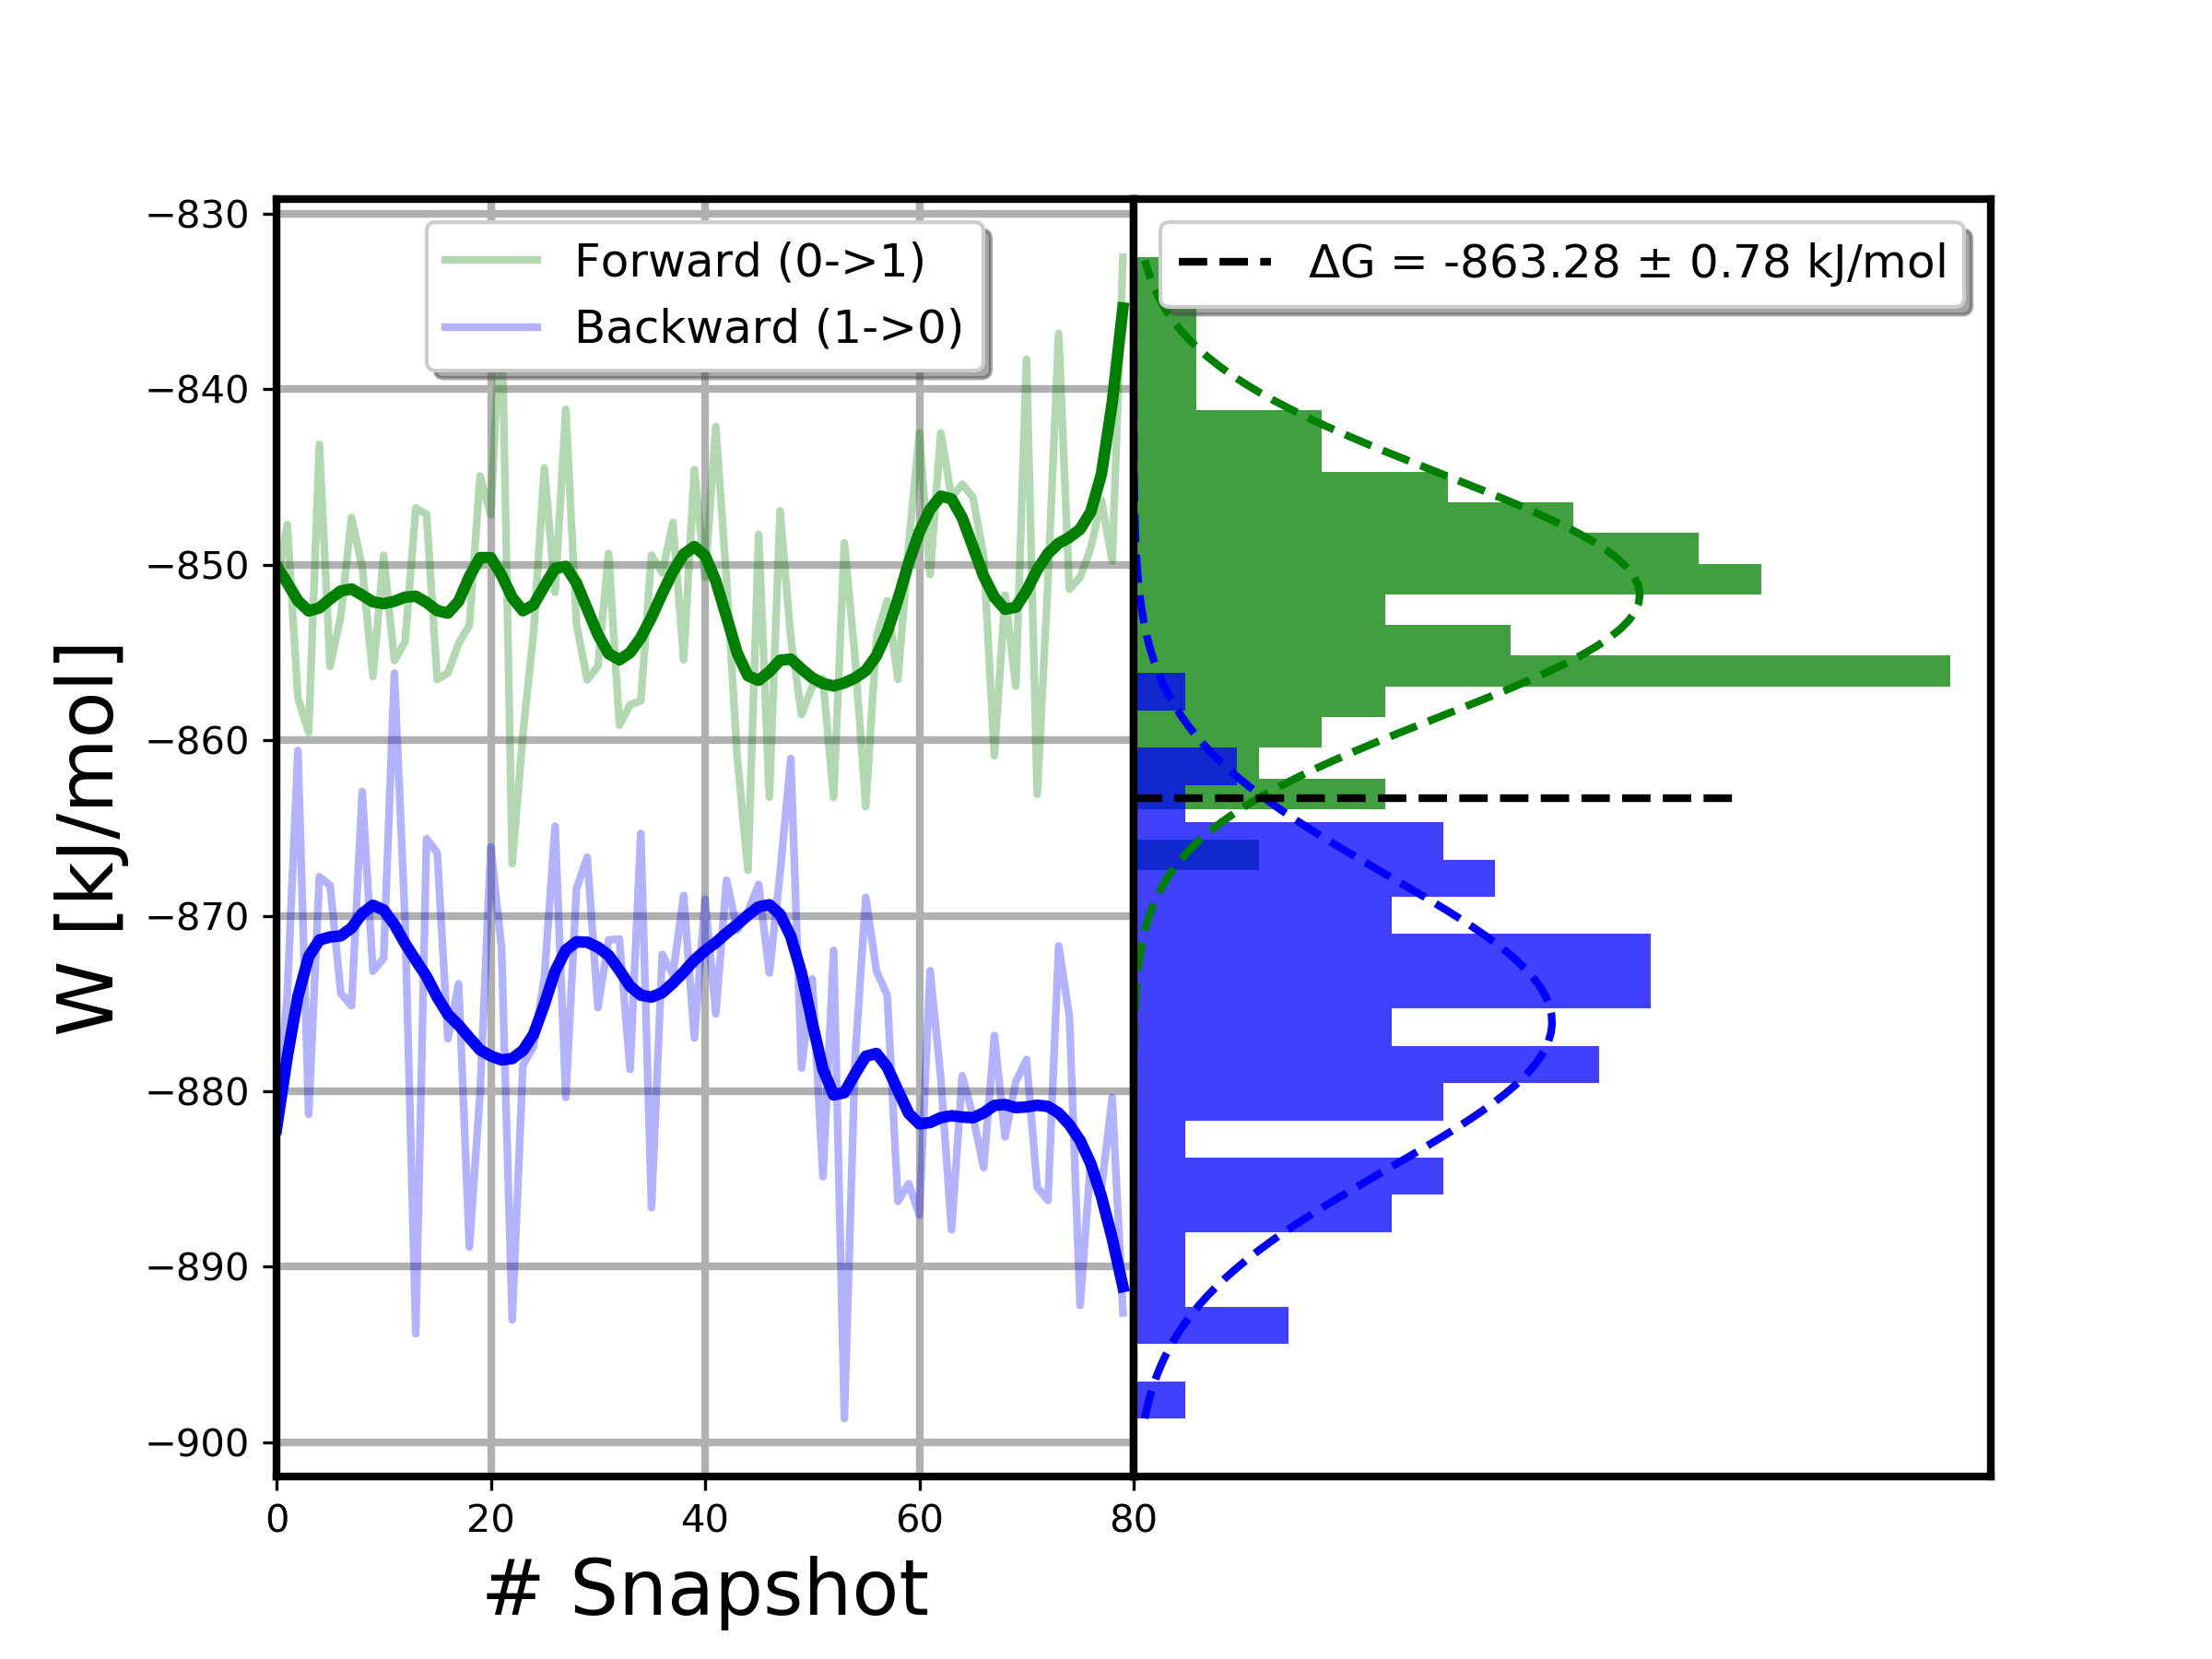 Forward (0->1)
Backward (1->0)
ΔG = -863.28 ± 0.78 kJ/mol
W [kJ/mol]
−830
−840
−850
−860
−870
−880
−890
−900
0 20 40 60 80
# Snapshot